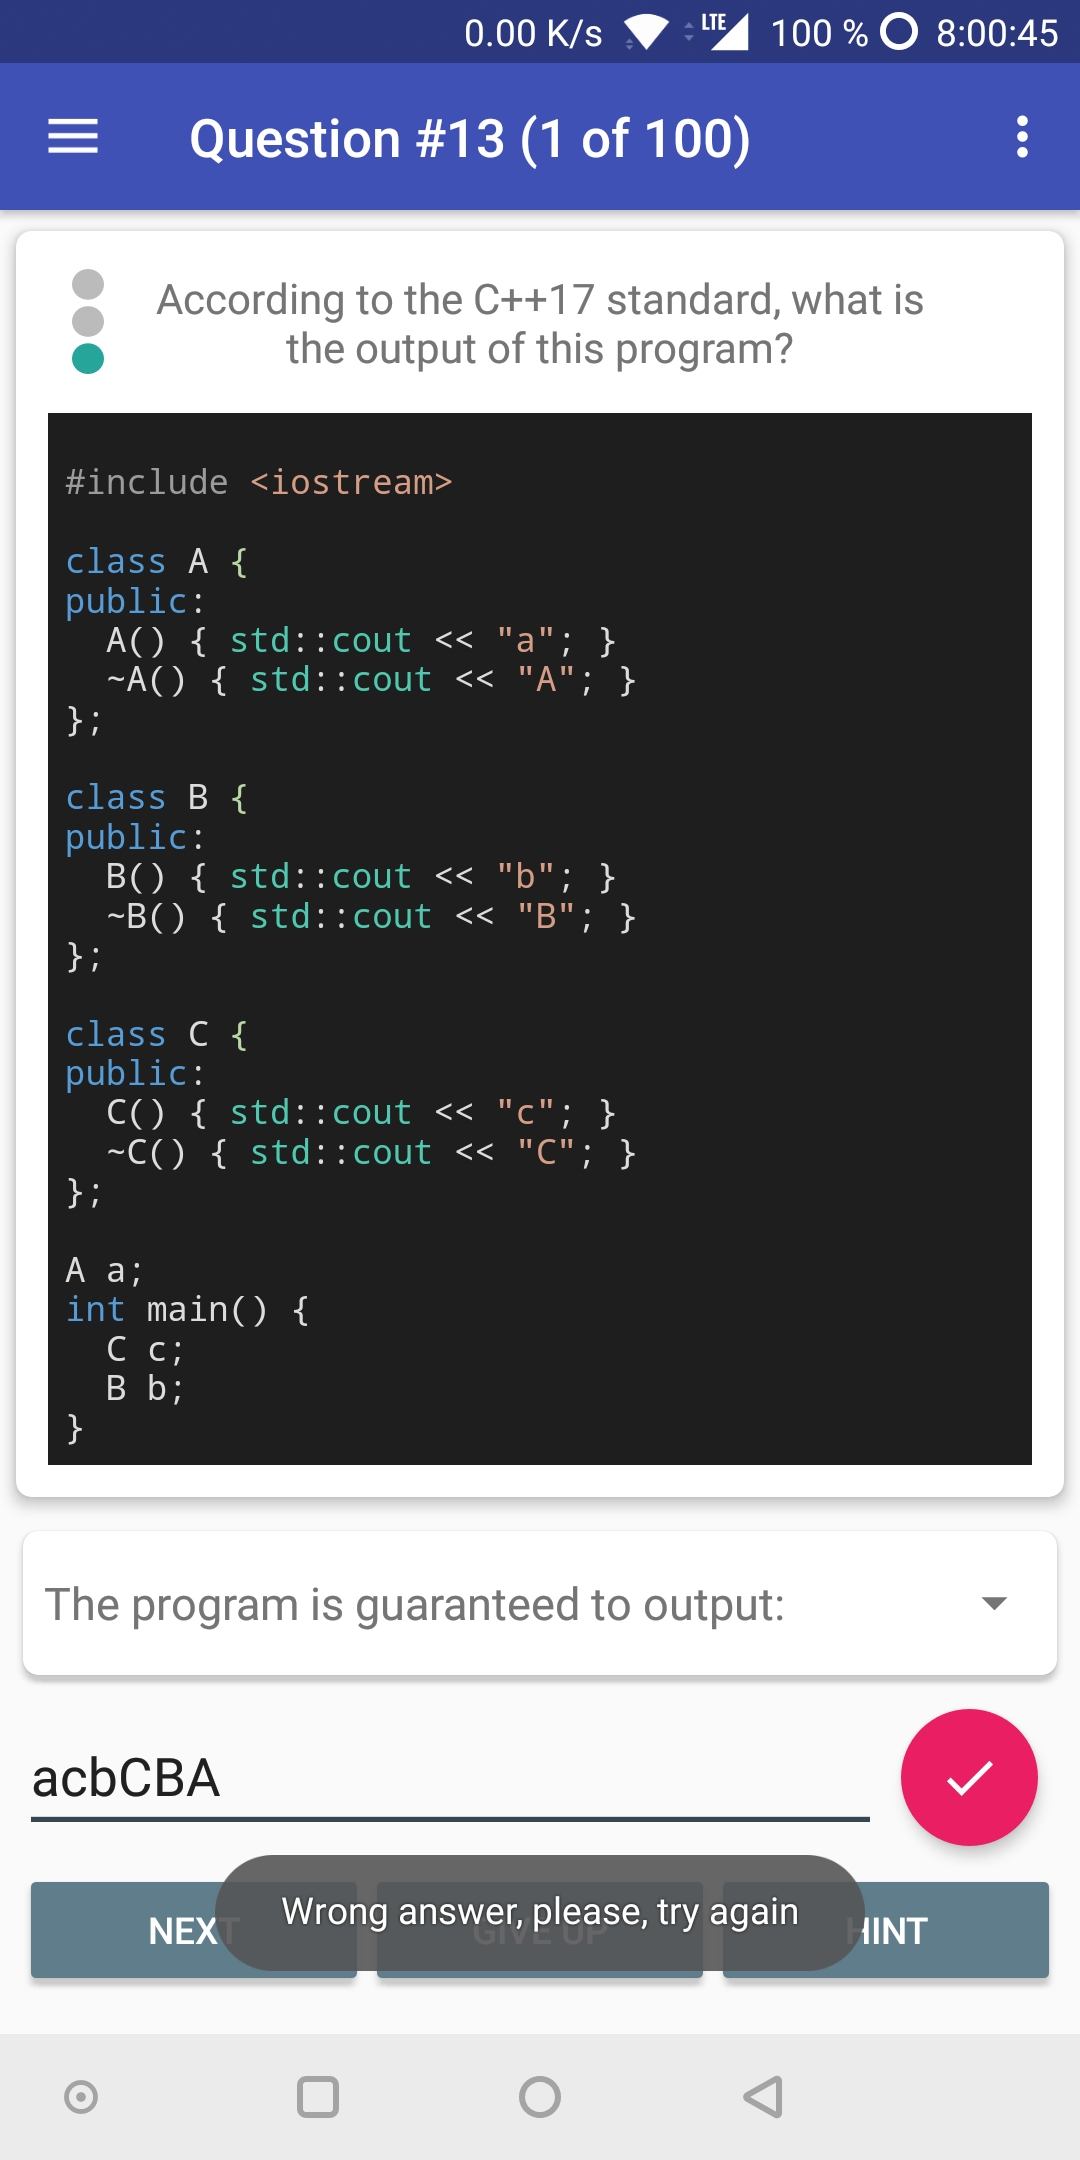 0.00 K/s LTE 100 % 8:00:45
Question #13 (1 of 100)
According to the C++17 standard, what is
the output of this program?
#include <iostream>
class A {
public:
  A() { std::cout << "a"; }
  ~A() { std::cout << "A"; }
};
class B {
public:
  B() { std::cout << "b"; }
  ~B() { std::cout << "B"; }
};
class C {
public:
  C() { std::cout << "c"; }
  ~C() { std::cout << "C"; }
};
A a;
int main() {
  C c;
  B b;
}
The program is guaranteed to output:
acbCBA
Wrong answer, please, try again
NEXT GIVE UP HINT